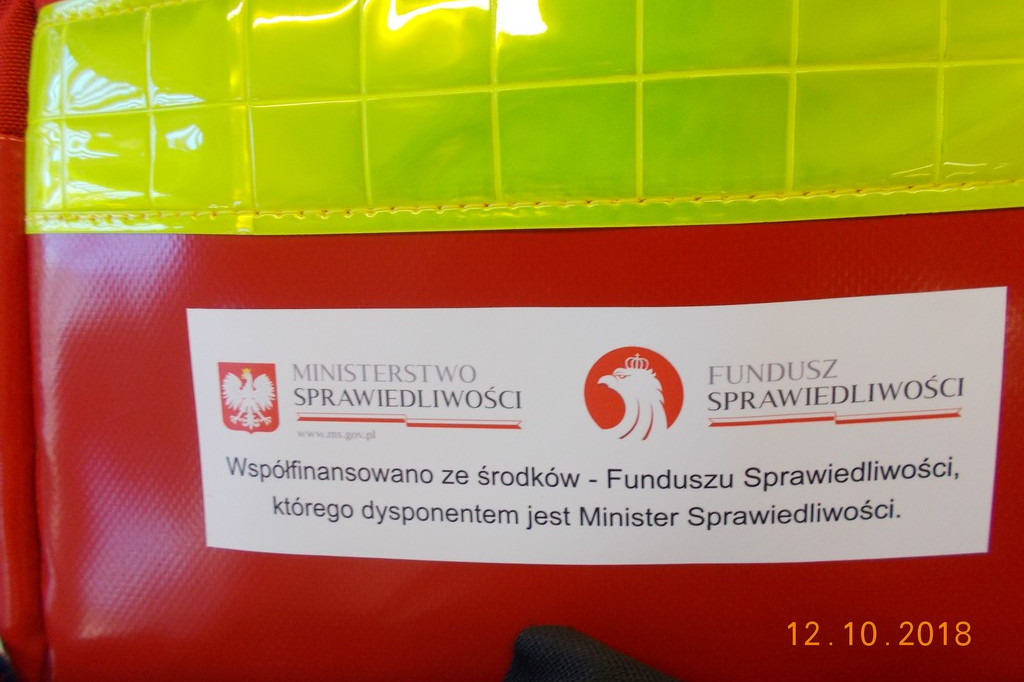 MINISTERSTWO
SPRAWIEDLIWOŚCI
www.ms.gov.pl
FUNDUSZ
SPRAWIEDLIWOŚCI
Współfinansowano ze środków - Funduszu Sprawiedliwości,
którego dysponentem jest Minister Sprawiedliwości.
12.10.2018